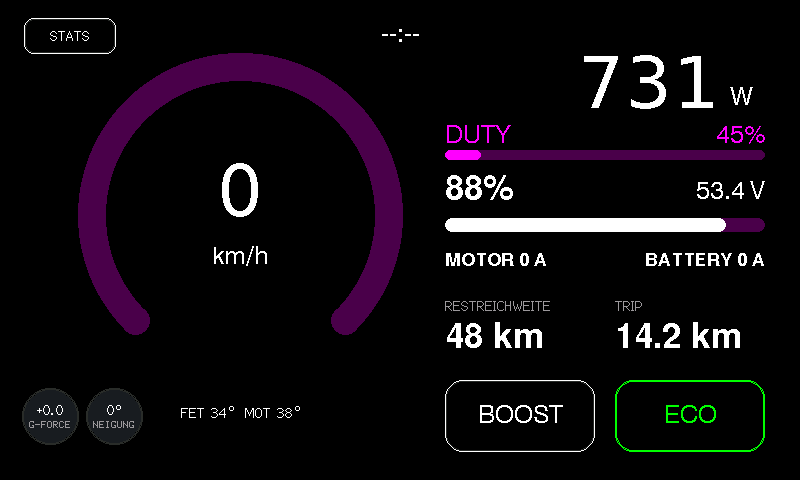 STATS
--:--
731 W
DUTY 45%
88% 53.4 V
0
km/h
MOTOR 0 A BATTERY 0 A
RESTREICHWEITE TRIP
48 km 14.2 km
+0.0
G-FORCE
0°
NEIGUNG
FET 34° MOT 38°
BOOST
ECO